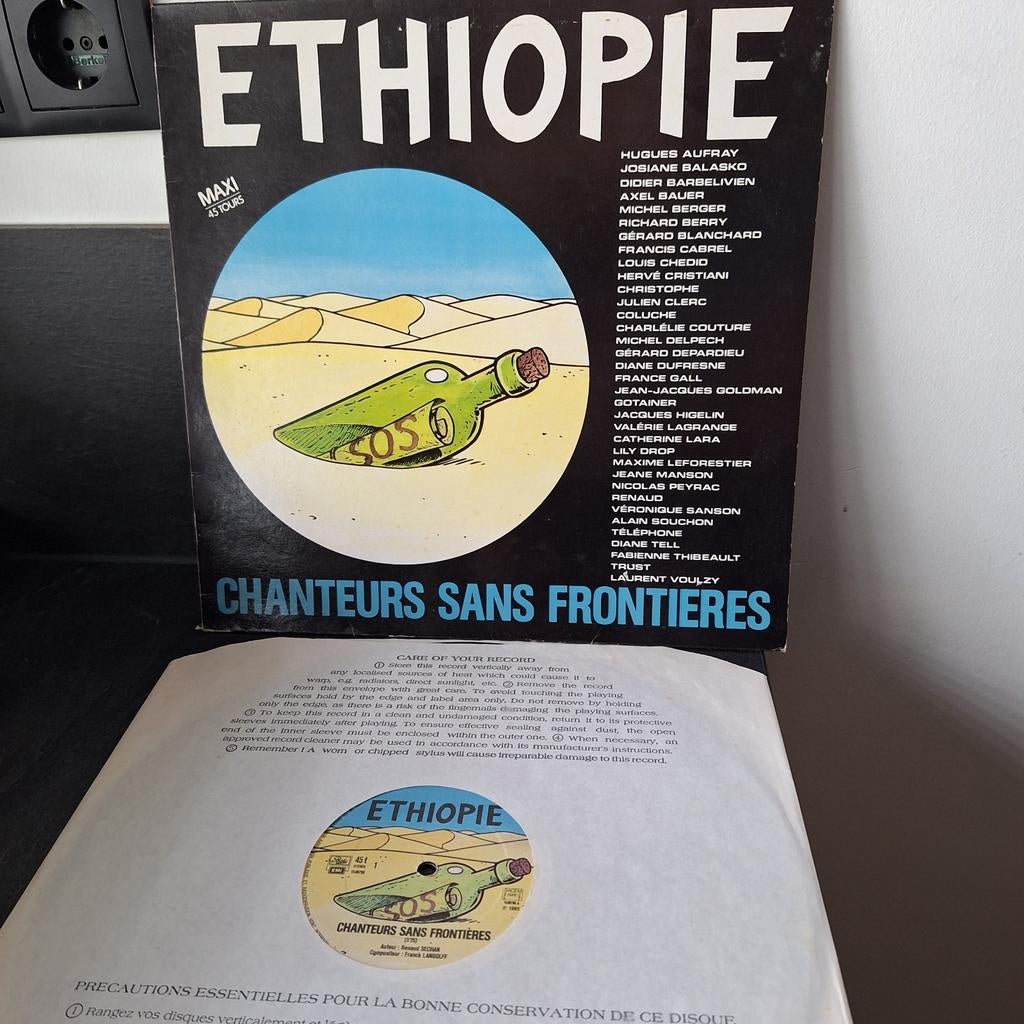 Berker
ETHIOPIE
MAXI
45 TOURS
HUGUES AUFRAY
JOSIANE BALASKO
DIDIER BARBELIVIEN
AXEL BAUER
MICHEL BERGER
RICHARD BERRY
GÉRARD BLANCHARD
FRANCIS CABREL
LOUIS CHEDID
HERVÉ CRISTIANI
CHRISTOPHE
JULIEN CLERC
COLUCHE
CHARLÉLIE COUTURE
MICHEL DELPECH
GÉRARD DEPARDIEU
DIANE DUFRESNE
FRANCE GALL
JEAN-JACQUES GOLDMAN
GOTAINER
JACQUES HIGELIN
VALÉRIE LAGRANGE
CATHERINE LARA
LILY DROP
MAXIME LEFORESTIER
JEANE MANSON
NICOLAS PEYRAC
RENAUD
VÉRONIQUE SANSON
ALAIN SOUCHON
TÉLÉPHONE
DIANE TELL
FABIENNE THIBEAULT
TRUST
LAURENT VOULZY
SOS
CHANTEURS SANS FRONTIERES
CARE OF YOUR RECORD
① Store this record vertically away from
any localised sources of heat which could cause it to
warp, e.g. radiators, direct sunlight, etc. ② Remove the record
from this envelope with great care. To avoid touching the playing
surfaces hold by the edge and label area only. Do not remove by holding
only the edge, as there is a risk of the fingernails damaging the playing surfaces.
③ To keep this record in a clean and undamaged condition, return it to its protective
sleeves immediately after playing. To ensure effective sealing against dust, the open
end of the inner sleeve must be enclosed within the outer one. ④ When necessary, an
approved record cleaner may be used in accordance with its manufacturer's instructions.
⑤ Remember! A worn or chipped stylus will cause irreparable damage to this record.
ETHIOPIE
45 t
1
EMI
SACEM
℗ 1985
SOS
CHANTEURS SANS FRONTIÈRES
Auteur : Renaud SECHAN
Compositeur : Franck LANGOLFF
PRECAUTIONS ESSENTIELLES POUR LA BONNE CONSERVATION DE CE DISQUE.
① Rangez vos disques verticalement et